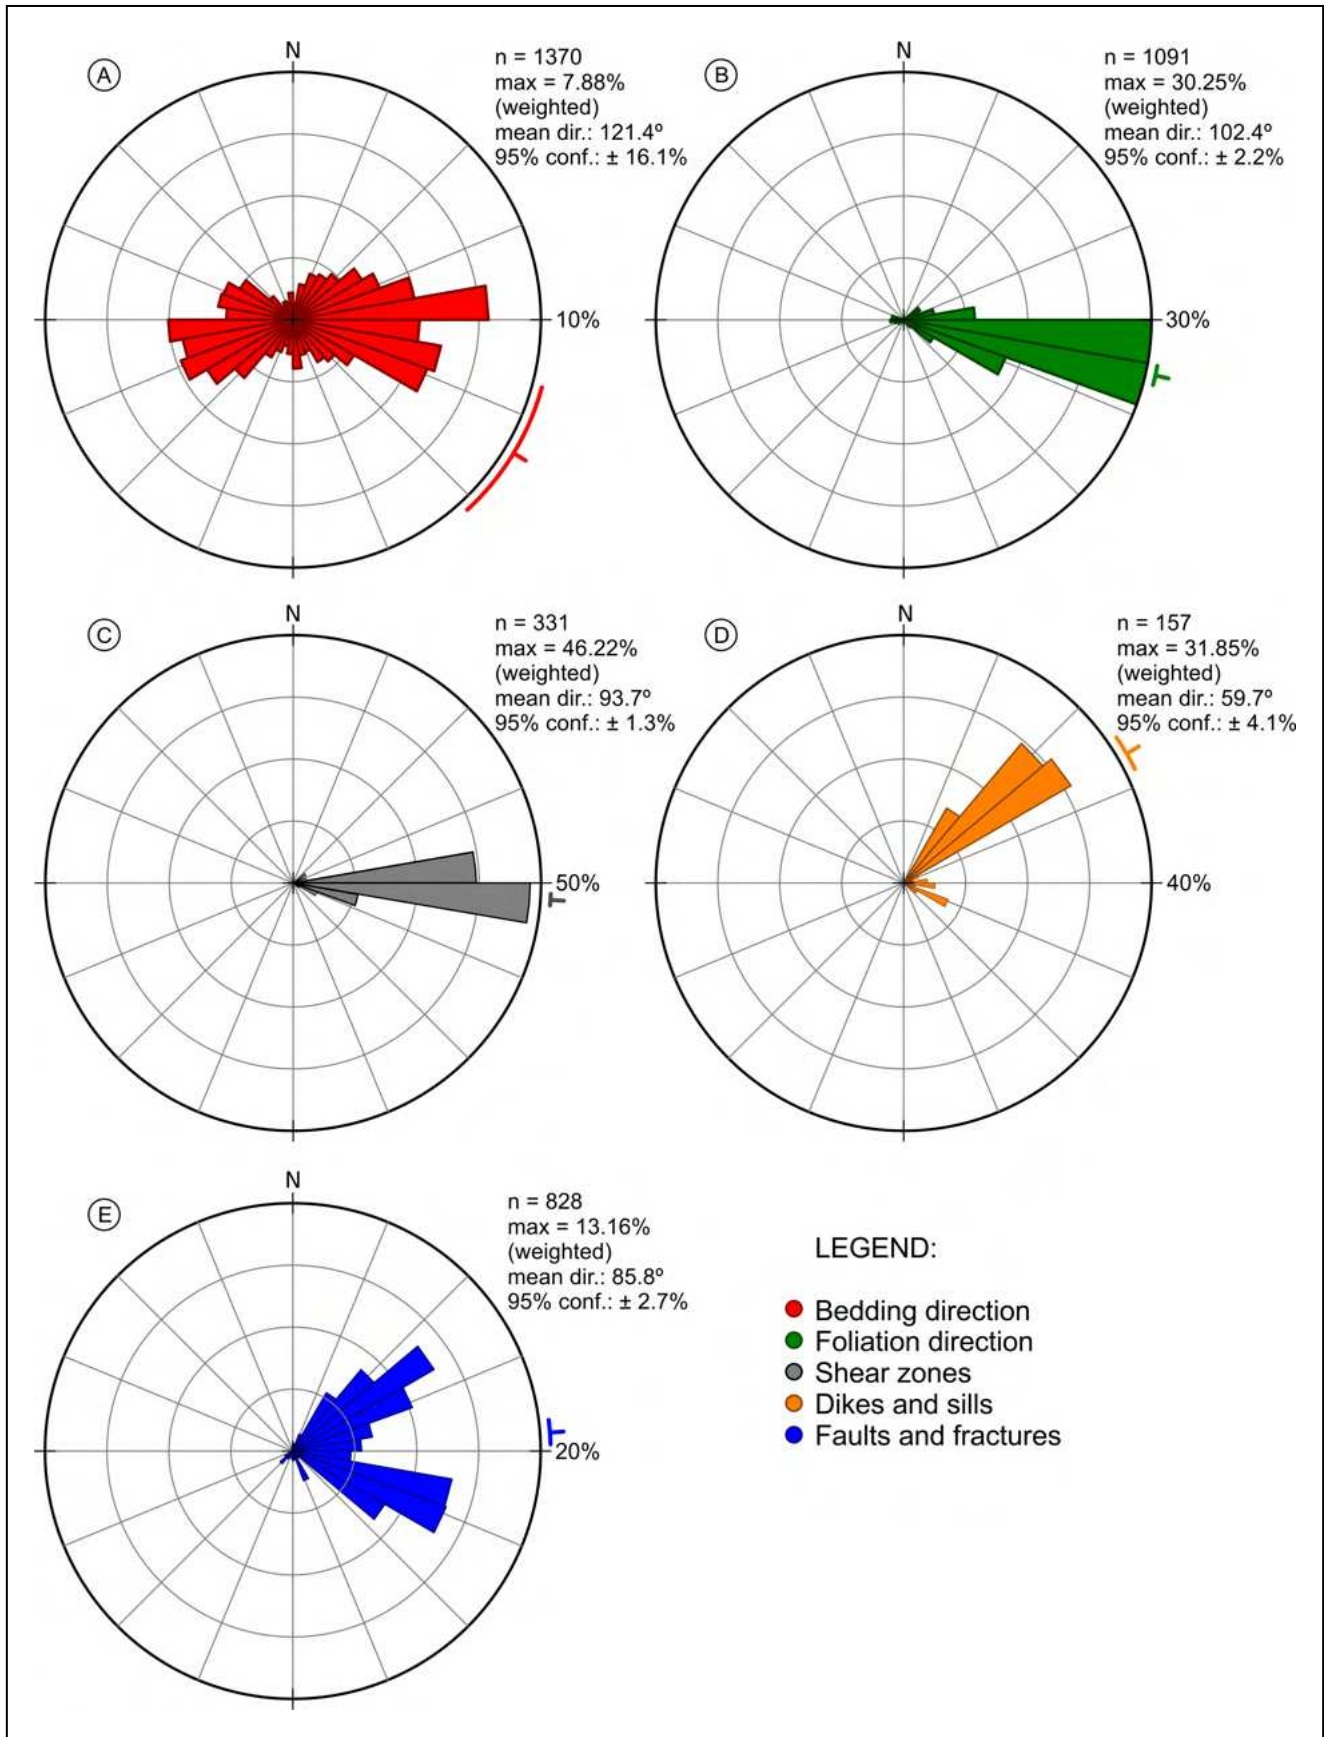 A
N
n = 1370
max = 7.88%
(weighted)
mean dir.: 121.4º
95% conf.: ± 16.1%
10%
B
N
n = 1091
max = 30.25%
(weighted)
mean dir.: 102.4º
95% conf.: ± 2.2%
30%
C
N
n = 331
max = 46.22%
(weighted)
mean dir.: 93.7º
95% conf.: ± 1.3%
50%
D
N
n = 157
max = 31.85%
(weighted)
mean dir.: 59.7º
95% conf.: ± 4.1%
40%
E
N
n = 828
max = 13.16%
(weighted)
mean dir.: 85.8º
95% conf.: ± 2.7%
20%
LEGEND:
Bedding direction
Foliation direction
Shear zones
Dikes and sills
Faults and fractures